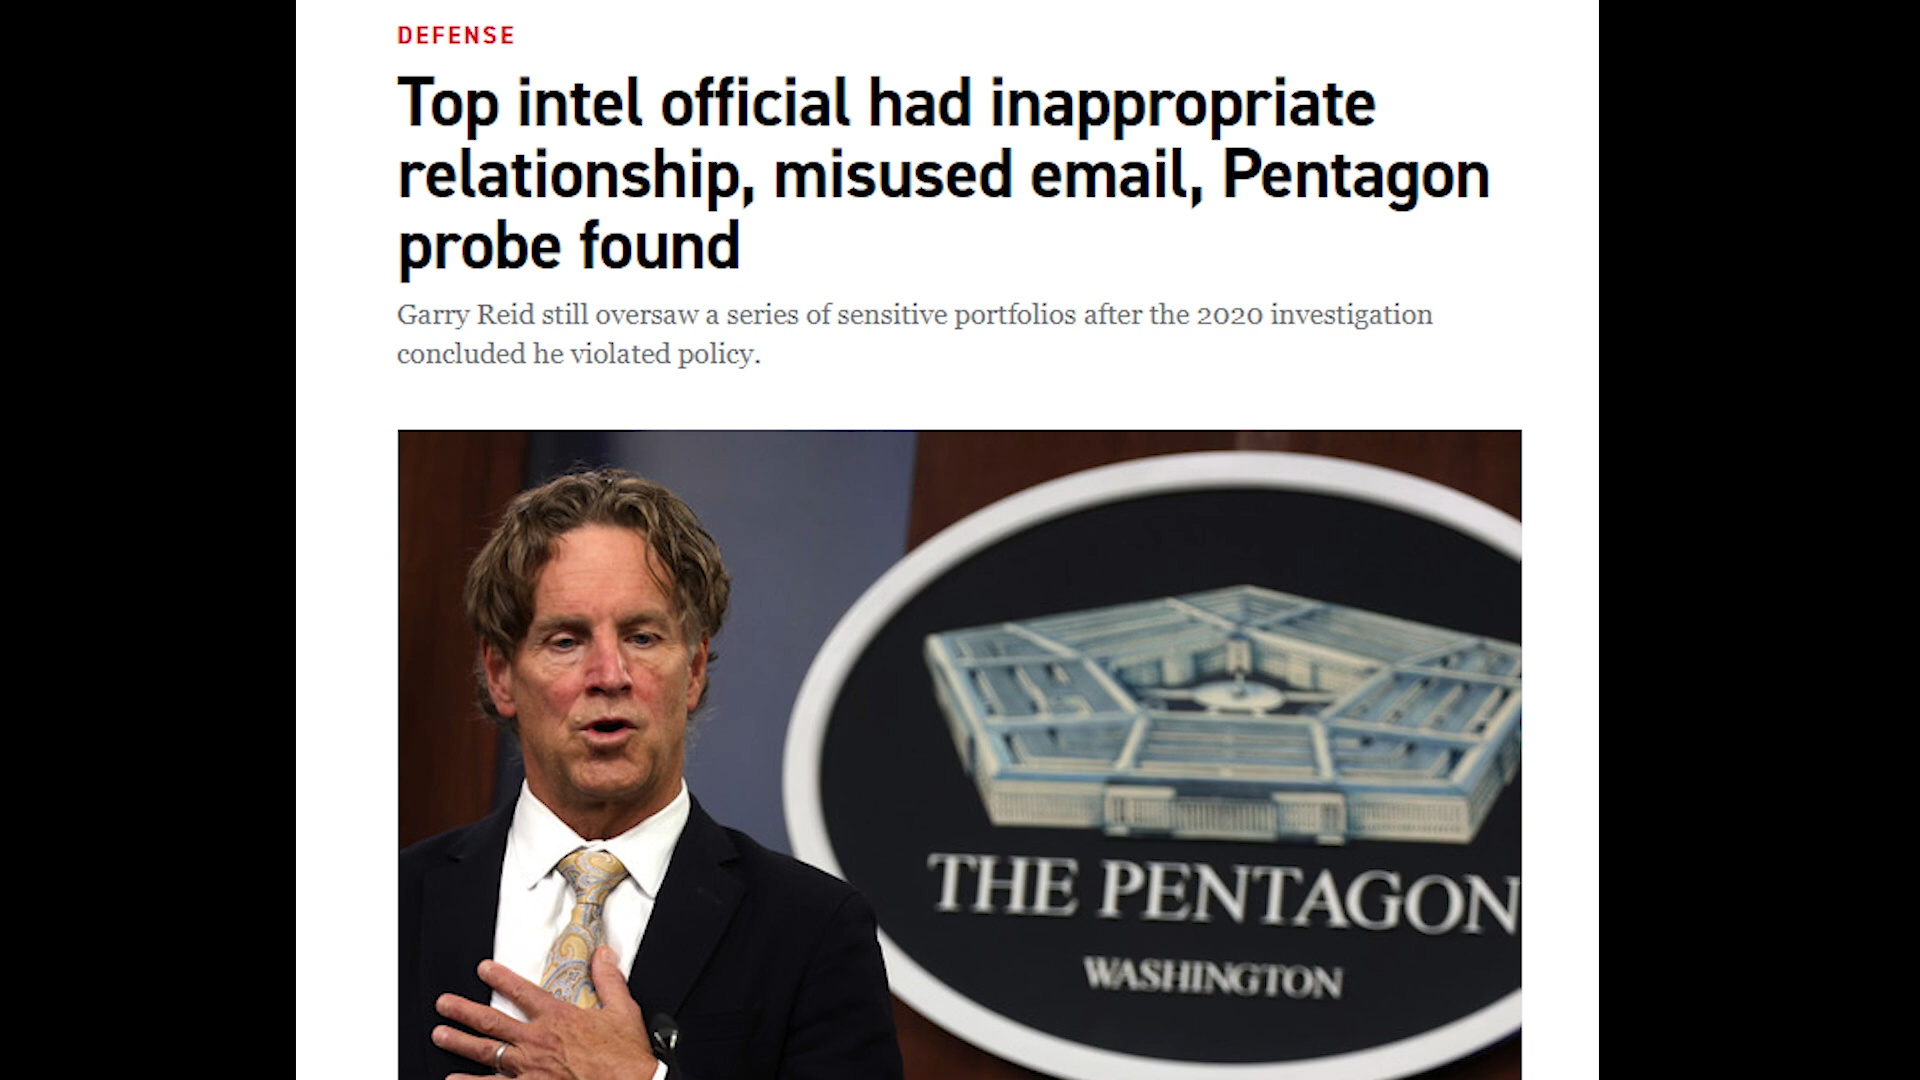 DEFENSE
Top intel official had inappropriate
relationship, misused email, Pentagon
probe found
Garry Reid still oversaw a series of sensitive portfolios after the 2020 investigation
concluded he violated policy.
THE PENTAGON
WASHINGTON